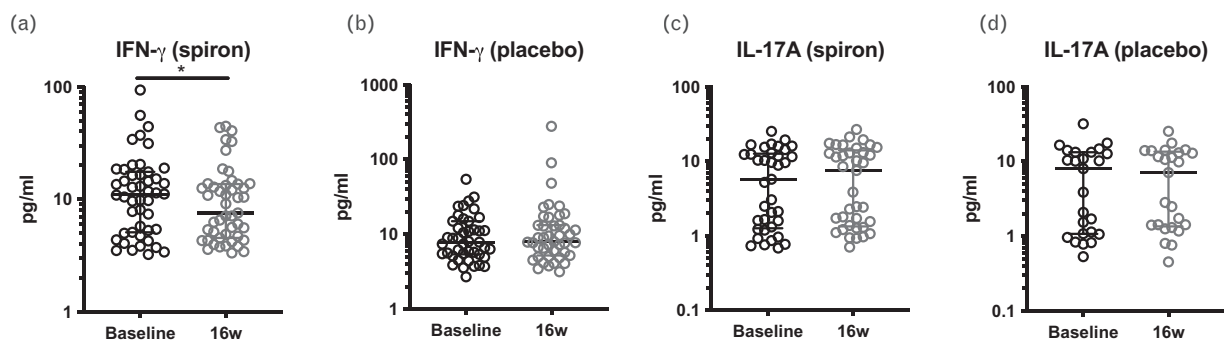 (a)
IFN-γ (spiron)
*
100
10
1
pg/ml
Baseline 16w
(b)
IFN-γ (placebo)
1000
100
10
1
pg/ml
Baseline 16w
(c)
IL-17A (spiron)
100
10
1
0.1
pg/ml
Baseline 16w
(d)
IL-17A (placebo)
100
10
1
0.1
pg/ml
Baseline 16w